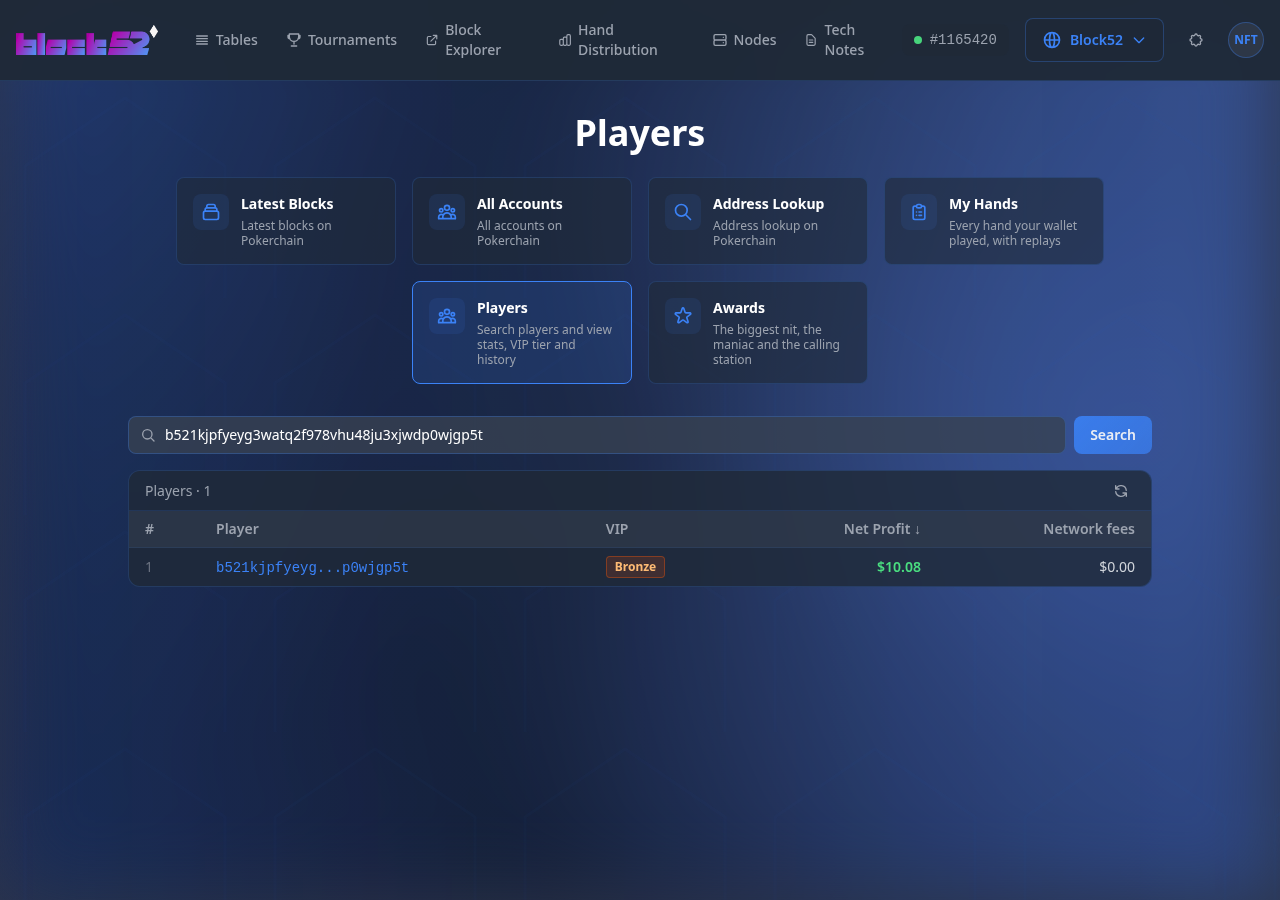 block52
Tables
Tournaments
Block
Explorer
Hand
Distribution
Nodes
Tech
Notes
#1165420
Block52
NFT
Players
Latest Blocks
Latest blocks on
Pokerchain
All Accounts
All accounts on
Pokerchain
Address Lookup
Address lookup on
Pokerchain
My Hands
Every hand your wallet
played, with replays
Players
Search players and view
stats, VIP tier and
history
Awards
The biggest nit, the
maniac and the calling
station
b521kjpfyeyg3watq2f978vhu48ju3xjwdp0wjgp5t
Search
Players · 1
# Player VIP Net Profit ↓ Network fees
1 b521kjpfyeyg...p0wjgp5t Bronze $10.08 $0.00